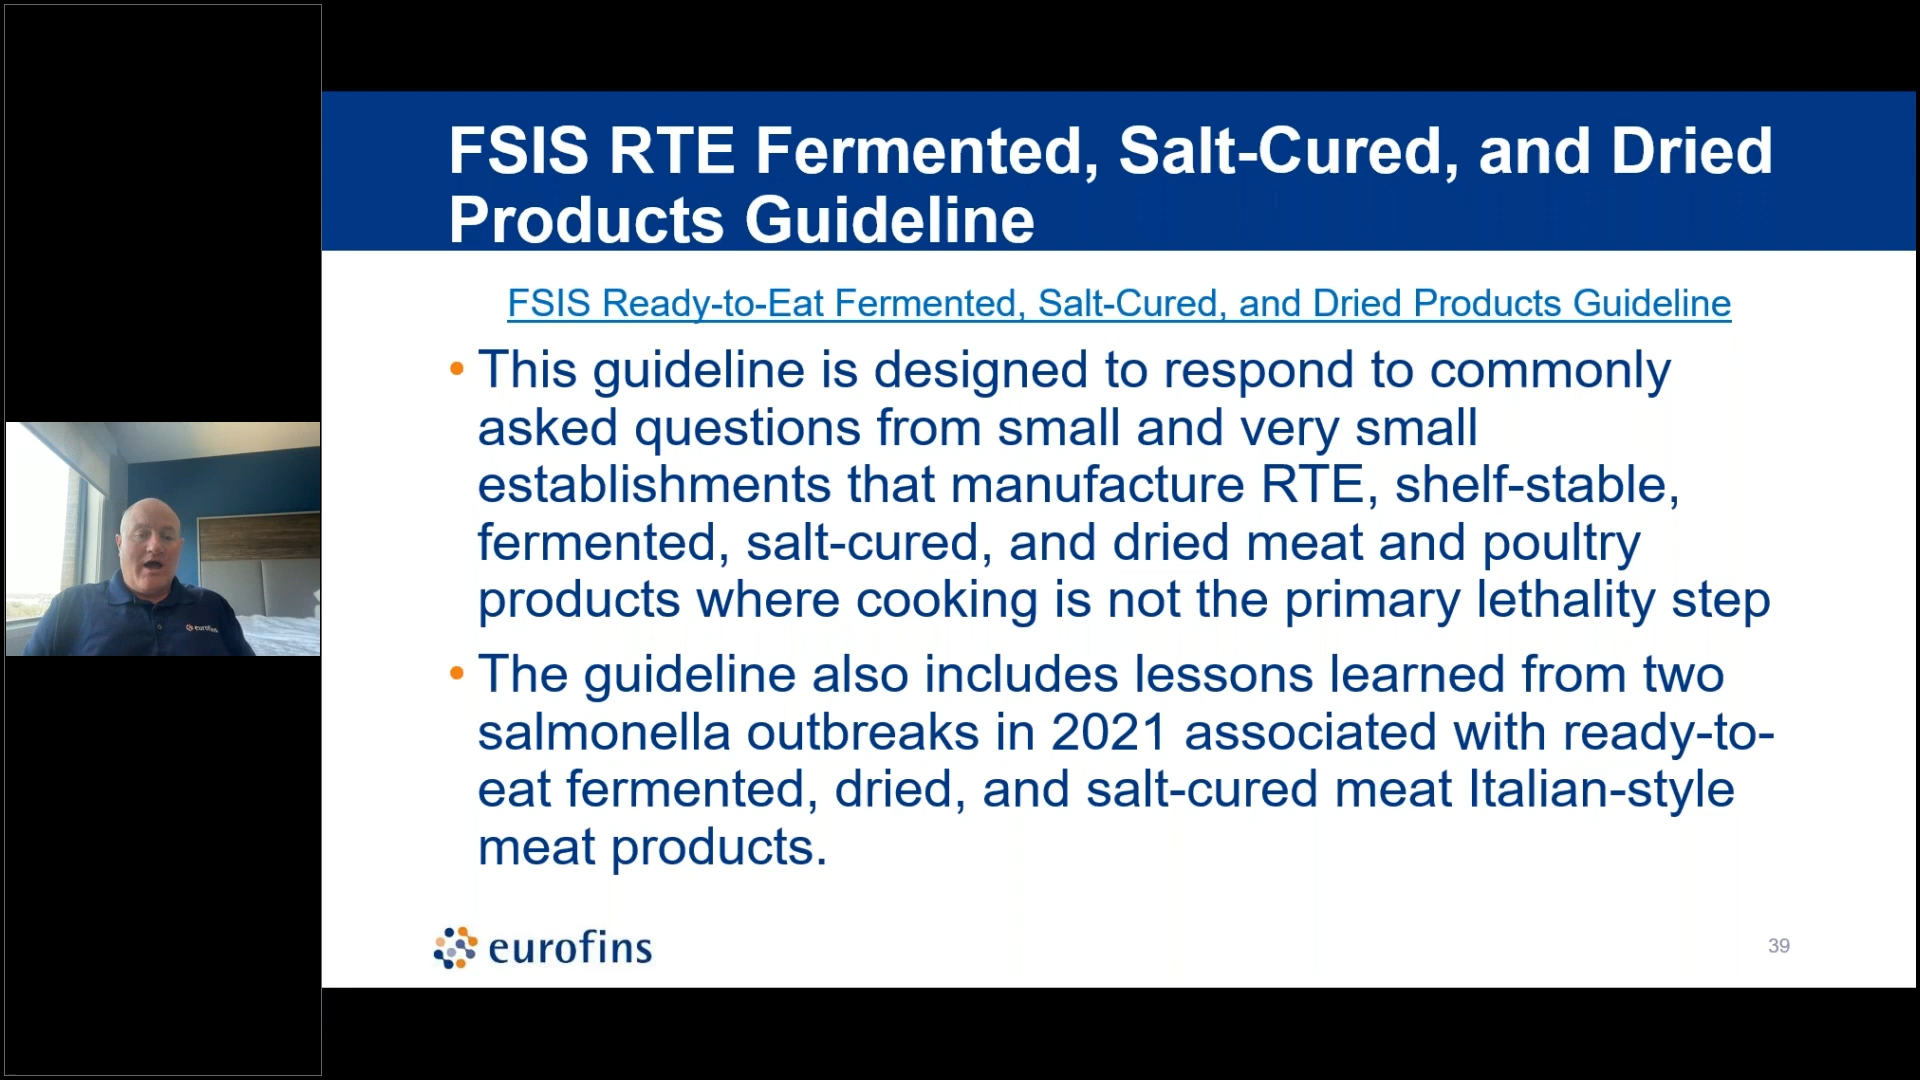 FSIS RTE Fermented, Salt-Cured, and Dried
Products Guideline
FSIS Ready-to-Eat Fermented, Salt-Cured, and Dried Products Guideline
• This guideline is designed to respond to commonly
asked questions from small and very small
establishments that manufacture RTE, shelf-stable,
fermented, salt-cured, and dried meat and poultry
products where cooking is not the primary lethality step
• The guideline also includes lessons learned from two
salmonella outbreaks in 2021 associated with ready-to-
eat fermented, dried, and salt-cured meat Italian-style
meat products.
eurofins
39
eurofins